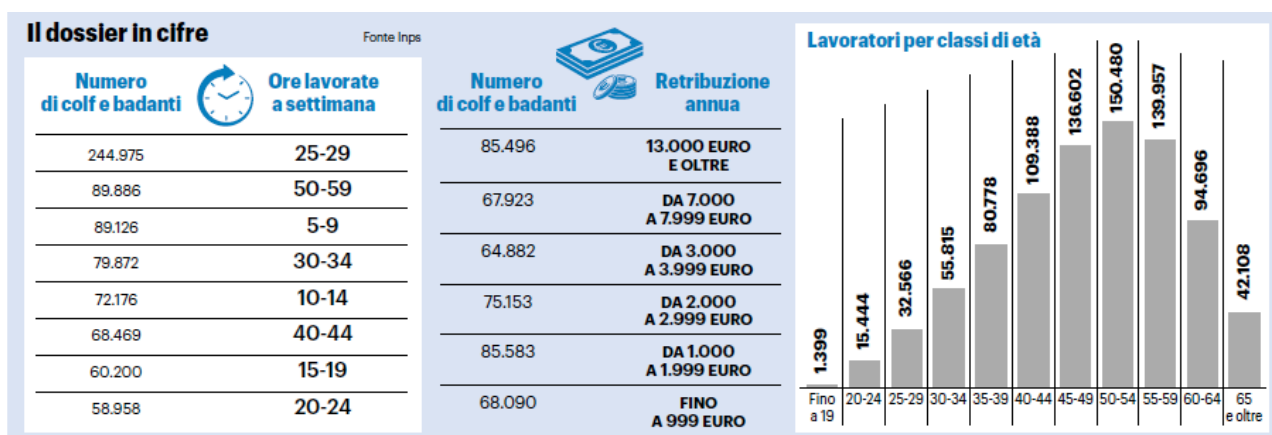 Il dossier in cifre
Fonte Inps
Numero
di colf e badanti
Ore lavorate
a settimana
244.975 25-29
89.886 50-59
89.126 5-9
79.872 30-34
72.176 10-14
68.469 40-44
60.200 15-19
58.958 20-24
Numero
di colf e badanti
Retribuzione
annua
85.496 13.000 EURO
E OLTRE
67.923 DA 7.000
A 7.999 EURO
64.882 DA 3.000
A 3.999 EURO
75.153 DA 2.000
A 2.999 EURO
85.583 DA 1.000
A 1.999 EURO
68.090 FINO
A 999 EURO
Lavoratori per classi di età
1.399
15.444
32.566
55.815
80.778
109.388
136.602
150.480
139.957
94.696
42.108
Fino 20-24 25-29 30-34 35-39 40-44 45-49 50-54 55-59 60-64 65
a 19 e oltre